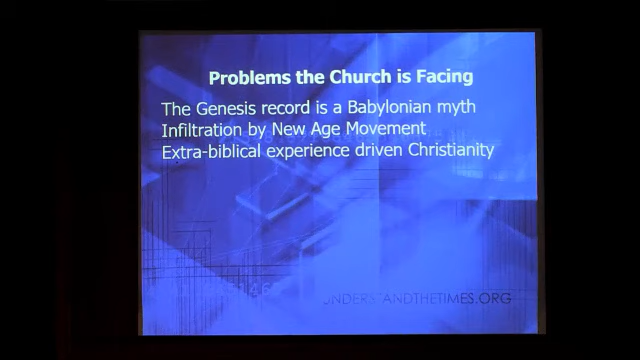 Problems the Church is Facing
The Genesis record is a Babylonian myth
Infiltration by New Age Movement
Extra-biblical experience driven Christianity
UNDERSTANDTHETIMES.ORG